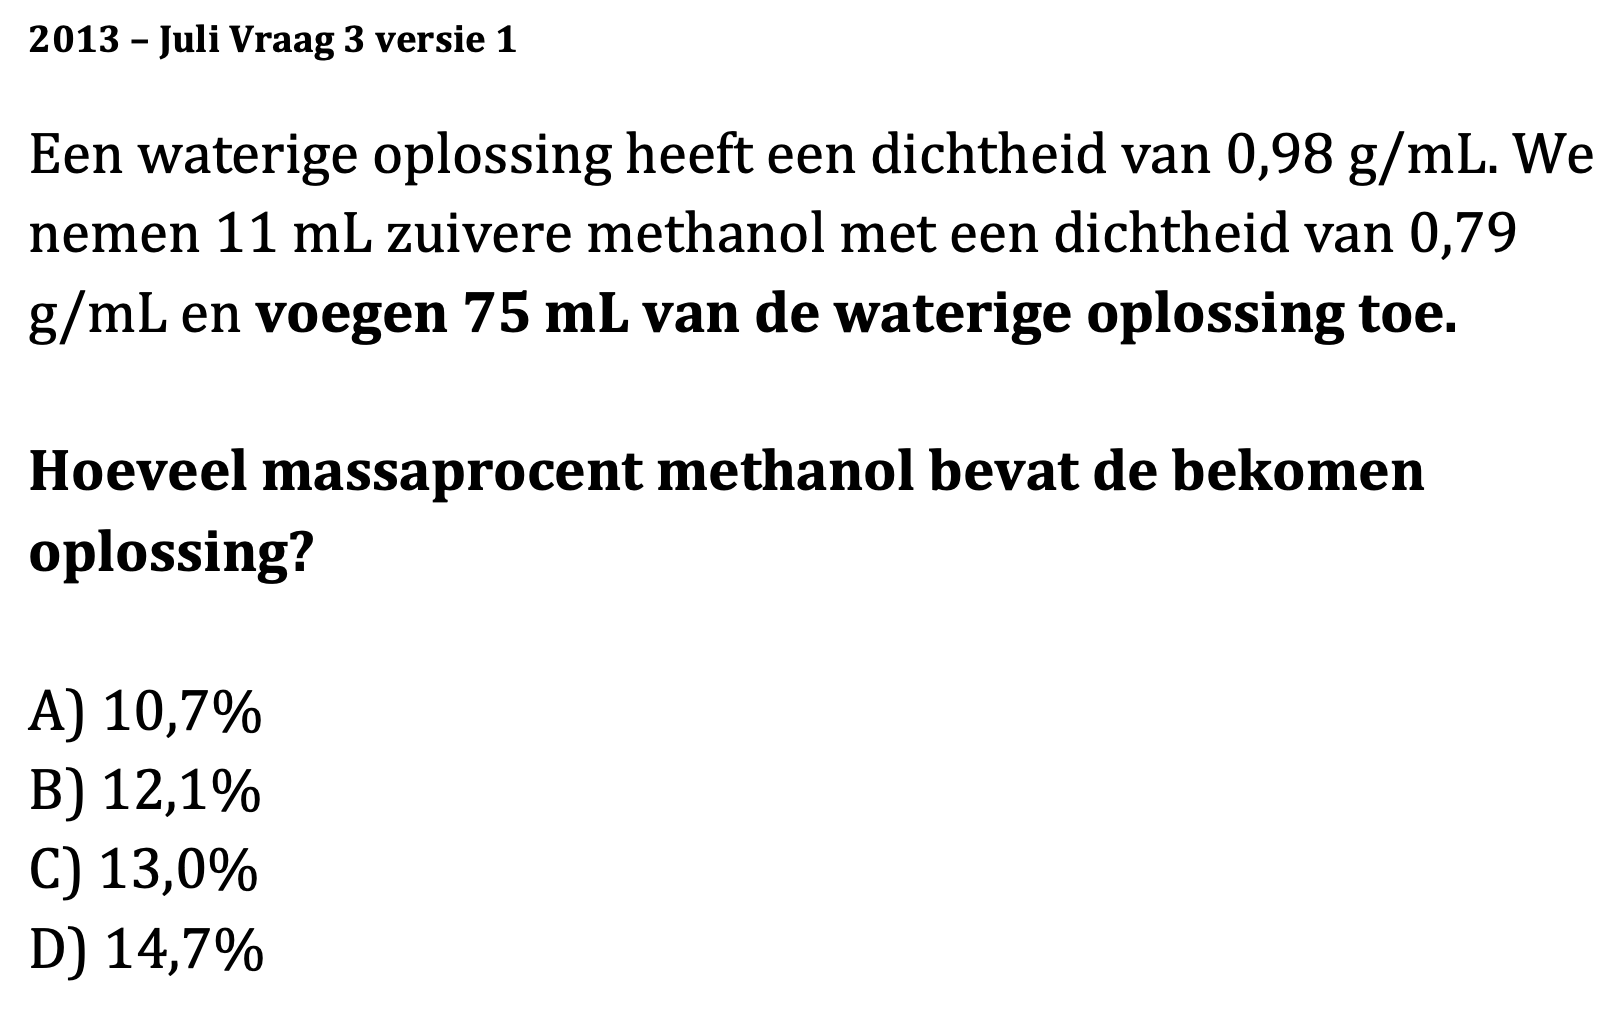 2013 – Juli Vraag 3 versie 1
Een waterige oplossing heeft een dichtheid van 0,98 g/mL. We
nemen 11 mL zuivere methanol met een dichtheid van 0,79
g/mL en voegen 75 mL van de waterige oplossing toe.
Hoeveel massaprocent methanol bevat de bekomen
oplossing?
A) 10,7%
B) 12,1%
C) 13,0%
D) 14,7%